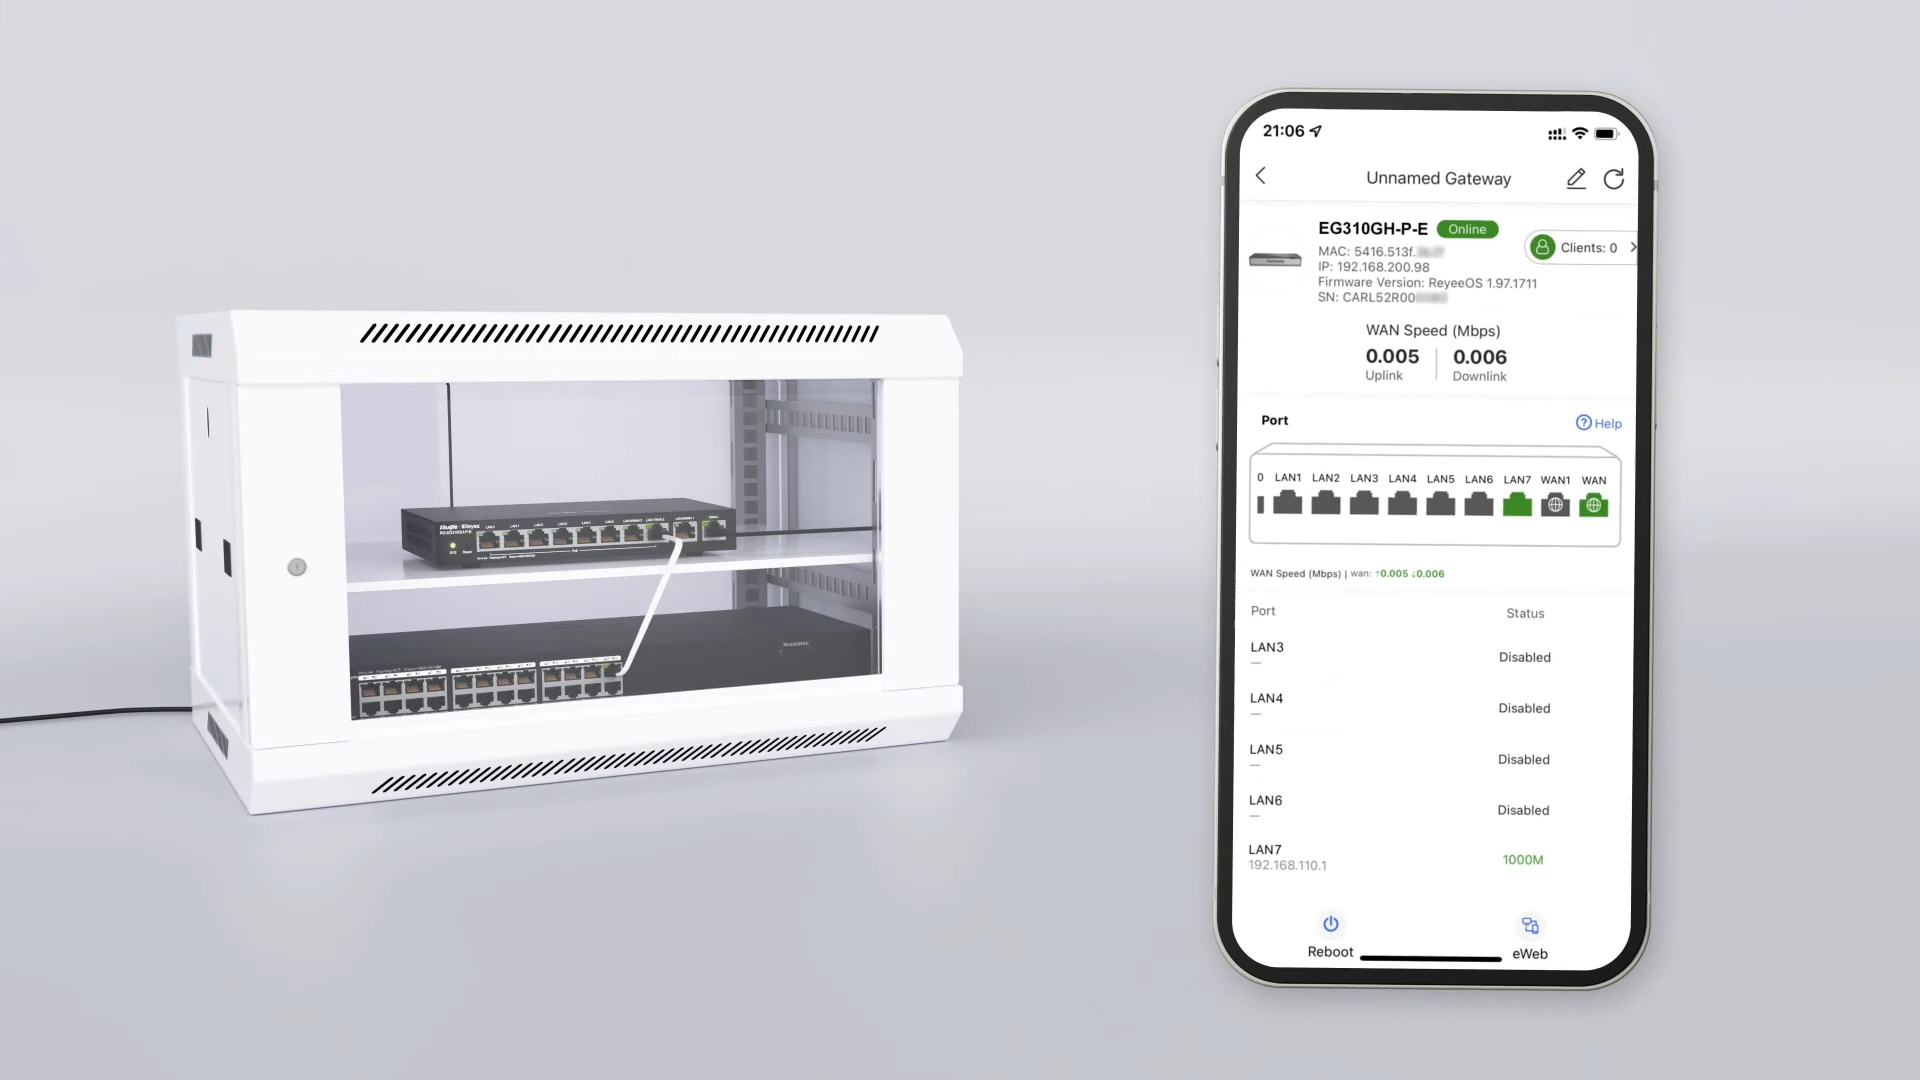 21:06
Unnamed Gateway
EG310GH-P-E Online
MAC: 5416.513f.
Clients: 0
IP: 192.168.200.98
Firmware Version: ReyeeOS 1.97.1711
SN: CARL52R00
WAN Speed (Mbps)
0.005 0.006
Uplink Downlink
Port
Help
0 LAN1 LAN2 LAN3 LAN4 LAN5 LAN6 LAN7 WAN1 WAN
WAN Speed (Mbps) | wan: ↑0.005 ↓0.006
Port Status
LAN3
—
Disabled
LAN4
—
Disabled
LAN5
—
Disabled
LAN6
—
Disabled
LAN7
192.168.110.1
1000M
Reboot eWeb
Ruijie Reyee